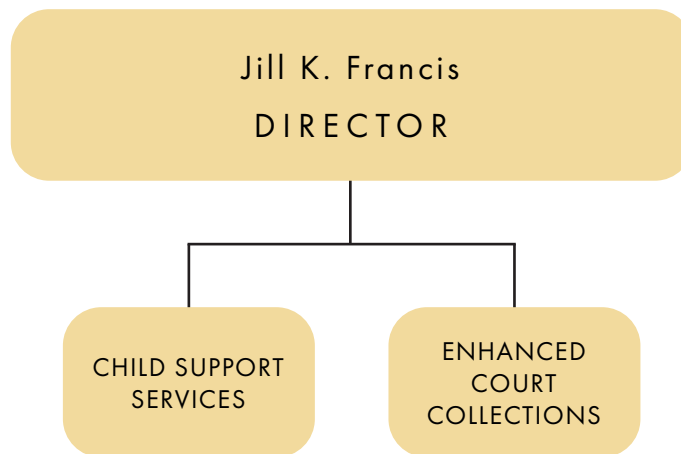 Jill K. Francis
DIRECTOR
CHILD SUPPORT
SERVICES
ENHANCED
COURT
COLLECTIONS